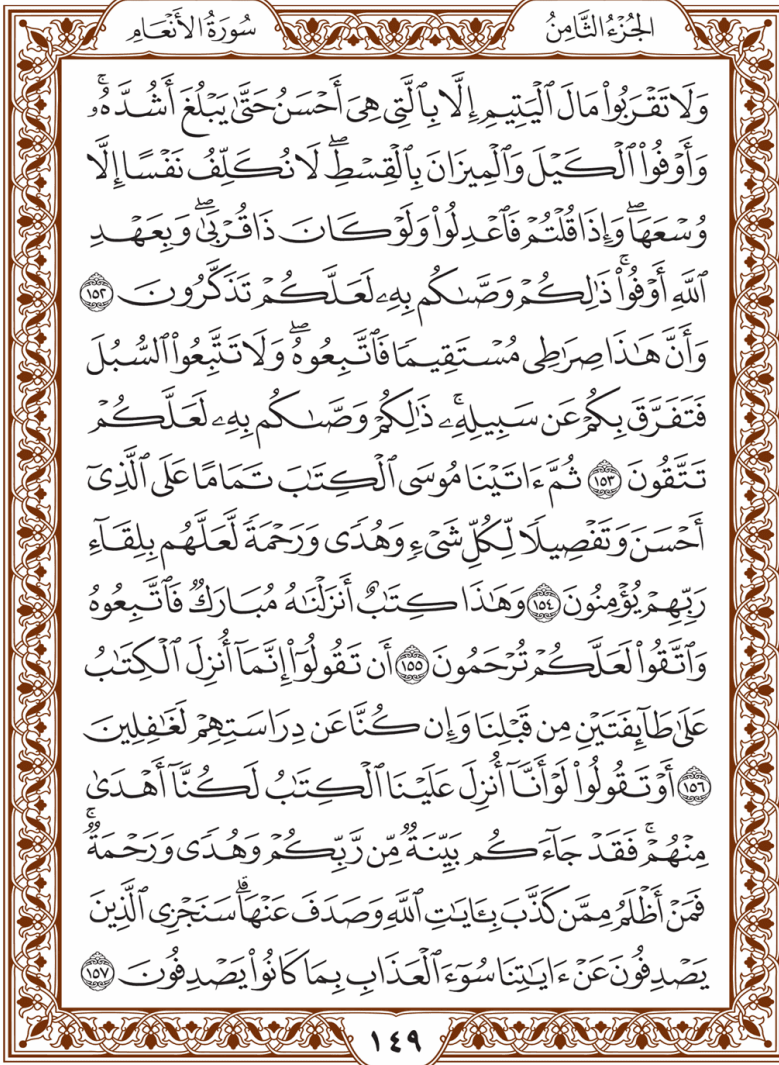 الجُزْءُ الثَّامِنُ
سُورَةُ الأَنْعَامِ
وَلَا تَقْرَبُوا۟ مَالَ ٱلْيَتِيمِ إِلَّا بِٱلَّتِى هِىَ أَحْسَنُ حَتَّىٰ يَبْلُغَ أَشُدَّهُۥۚ
وَأَوْفُوا۟ ٱلْكَيْلَ وَٱلْمِيزَانَ بِٱلْقِسْطِۖ لَا نُكَلِّفُ نَفْسًا إِلَّا
وُسْعَهَاۖ وَإِذَا قُلْتُمْ فَٱعْدِلُوا۟ وَلَوْ كَانَ ذَا قُرْبَىٰۖ وَبِعَهْدِ
ٱللَّهِ أَوْفُوا۟ۚ ذَٰلِكُمْ وَصَّىٰكُم بِهِۦ لَعَلَّكُمْ تَذَكَّرُونَ ١٥٢
وَأَنَّ هَٰذَا صِرَٰطِى مُسْتَقِيمًا فَٱتَّبِعُوهُۖ وَلَا تَتَّبِعُوا۟ ٱلسُّبُلَ
فَتَفَرَّقَ بِكُمْ عَن سَبِيلِهِۦۚ ذَٰلِكُمْ وَصَّىٰكُم بِهِۦ لَعَلَّكُمْ
تَتَّقُونَ ١٥٣ ثُمَّ ءَاتَيْنَا مُوسَى ٱلْكِتَٰبَ تَمَامًا عَلَى ٱلَّذِىٓ
أَحْسَنَ وَتَفْصِيلًا لِّكُلِّ شَىْءٍ وَهُدًى وَرَحْمَةً لَّعَلَّهُم بِلِقَآءِ
رَبِّهِمْ يُؤْمِنُونَ ١٥٤ وَهَٰذَا كِتَٰبٌ أَنزَلْنَٰهُ مُبَارَكٌ فَٱتَّبِعُوهُ
وَٱتَّقُوا۟ لَعَلَّكُمْ تُرْحَمُونَ ١٥٥ أَن تَقُولُوٓا۟ إِنَّمَآ أُنزِلَ ٱلْكِتَٰبُ
عَلَىٰ طَآئِفَتَيْنِ مِن قَبْلِنَا وَإِن كُنَّا عَن دِرَاسَتِهِمْ لَغَٰفِلِينَ
١٥٦ أَوْ تَقُولُوا۟ لَوْ أَنَّآ أُنزِلَ عَلَيْنَا ٱلْكِتَٰبُ لَكُنَّآ أَهْدَىٰ
مِنْهُمْۚ فَقَدْ جَآءَكُم بَيِّنَةٌ مِّن رَّبِّكُمْ وَهُدًى وَرَحْمَةٌۚ
فَمَنْ أَظْلَمُ مِمَّن كَذَّبَ بِـَٔايَٰتِ ٱللَّهِ وَصَدَفَ عَنْهَاۗ سَنَجْزِى ٱلَّذِينَ
يَصْدِفُونَ عَنْ ءَايَٰتِنَا سُوٓءَ ٱلْعَذَابِ بِمَا كَانُوا۟ يَصْدِفُونَ ١٥٧
١٤٩